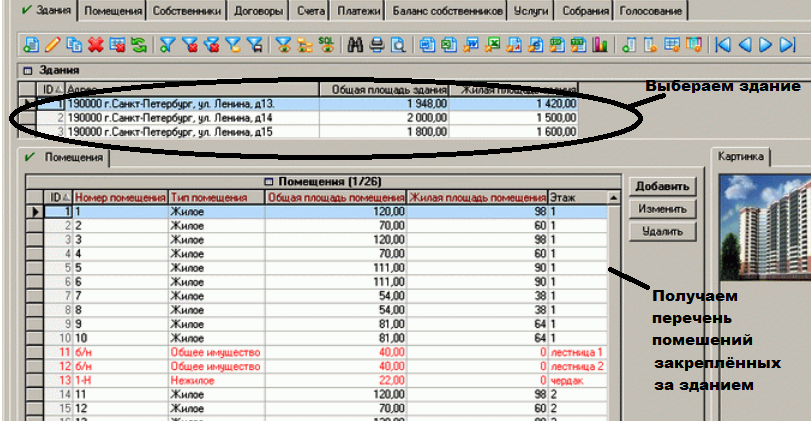 Здания Помещения Собственники Договоры Счета Платежи Баланс собственников Услуги Собрания Голосование
SQL
Здания
ID Адрес Общая площадь здания Жилая площадь здания
1 190000 г.Санкт-Петербург, ул. Ленина, д13. 1 948,00 1 420,00
2 190000 г.Санкт-Петербург, ул. Ленина, д14 2 000,00 1 500,00
3 190000 г.Санкт-Петербург, ул. Ленина, д15 1 800,00 1 600,00
Выбераем здание
Помещения
Картинка
Помещения (1/26)
ID Номер помещения Тип помещения Общая площадь помещения Жилая площадь помещения Этаж
1 1 Жилое 120,00 98 1
2 2 Жилое 70,00 60 1
3 3 Жилое 120,00 98 1
4 4 Жилое 70,00 60 1
5 5 Жилое 111,00 90 1
6 6 Жилое 111,00 90 1
7 7 Жилое 54,00 38 1
8 8 Жилое 54,00 38 1
9 9 Жилое 81,00 64 1
10 10 Жилое 81,00 64 1
11 б/н Общее имущество 40,00 0 лестница 1
12 б/н Общее имущество 40,00 0 лестница 2
13 1-Н Нежилое 22,00 0 чердак
14 11 Жилое 120,00 98 2
15 12 Жилое 70,00 60 2
Добавить
Изменить
Удалить
Получаем
перечень
помешений
закреплённых
за зданием